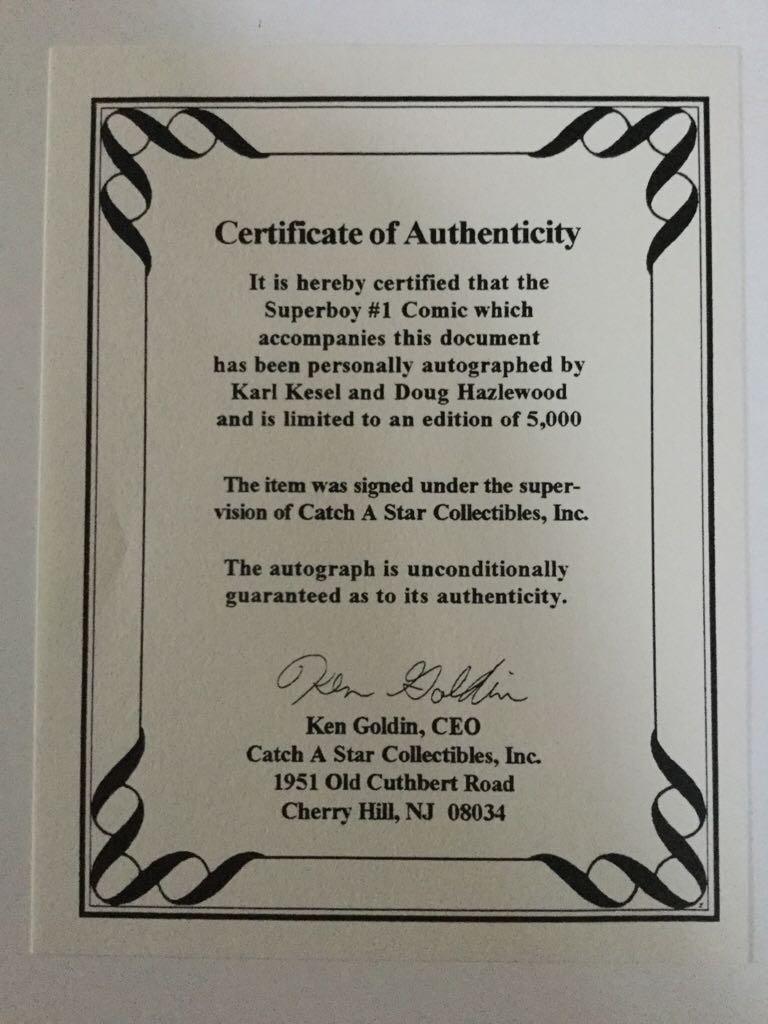 Certificate of Authenticity
It is hereby certified that the
Superboy #1 Comic which
accompanies this document
has been personally autographed by
Karl Kesel and Doug Hazlewood
and is limited to an edition of 5,000
The item was signed under the super-
vision of Catch A Star Collectibles, Inc.
The autograph is unconditionally
guaranteed as to its authenticity.
Ken Goldin
Ken Goldin, CEO
Catch A Star Collectibles, Inc.
1951 Old Cuthbert Road
Cherry Hill, NJ  08034